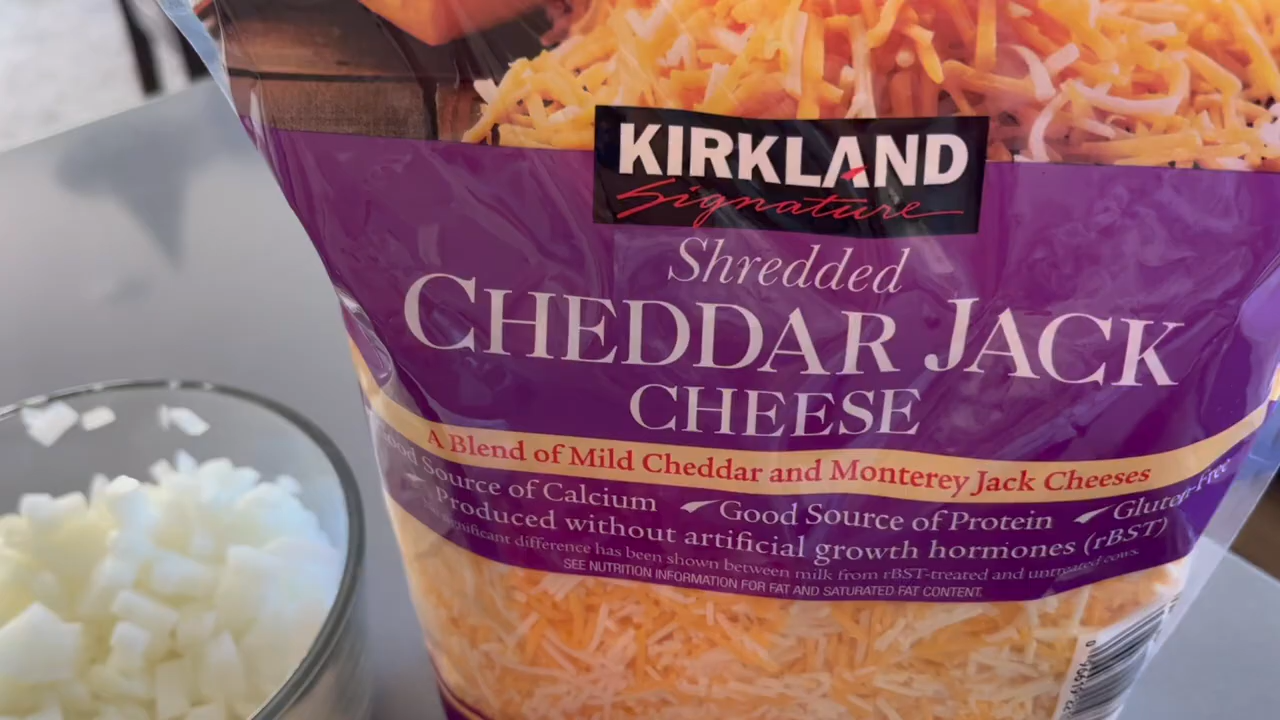 KIRKLAND
Signature
Shredded
CHEDDAR JACK
CHEESE
A Blend of Mild Cheddar and Monterey Jack Cheeses
Good Source of Calcium Good Source of Protein Gluten-Free
Produced without artificial growth hormones (rBST)
significant difference has been shown between milk from rBST-treated and untreated cows.
SEE NUTRITION INFORMATION FOR FAT AND SATURATED FAT CONTENT.